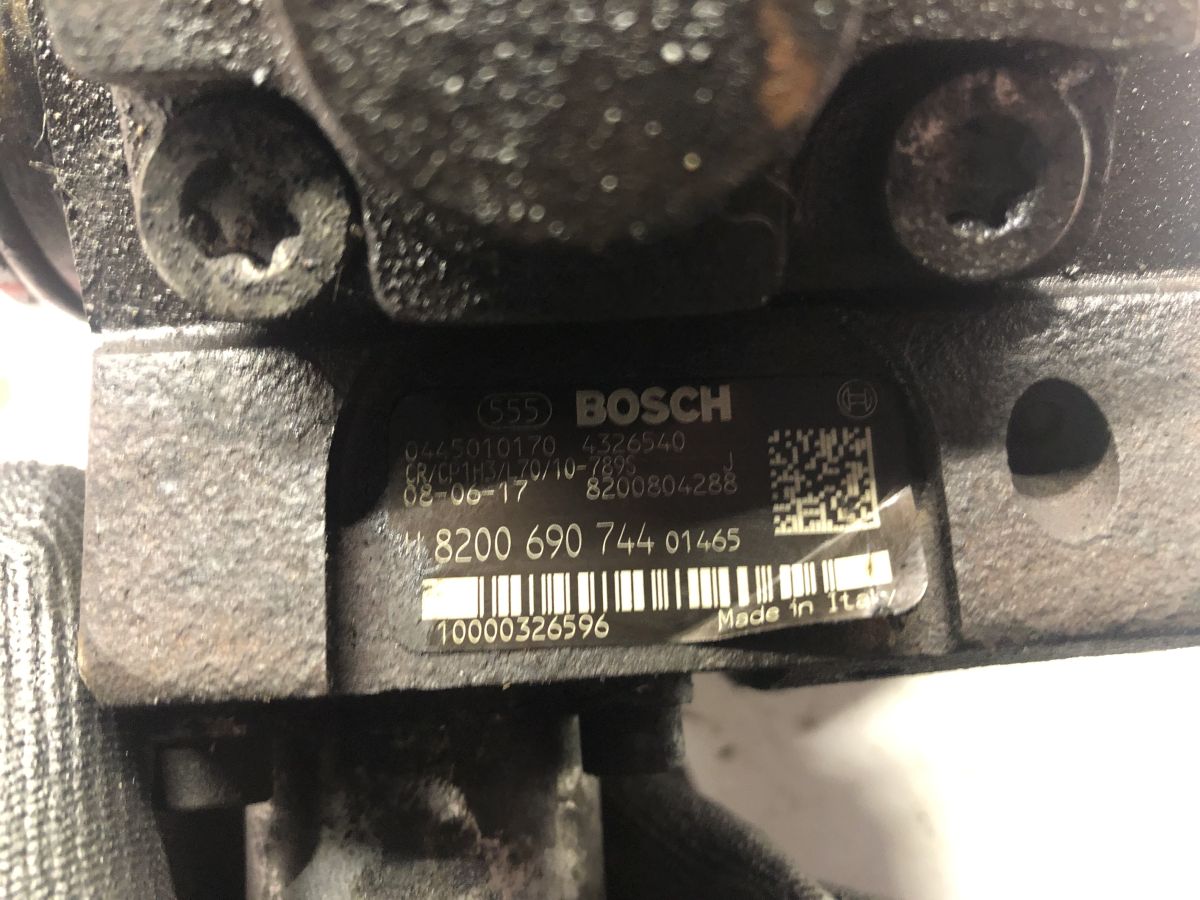 555 BOSCH
0445010170 4326540
CR/CP1H3/L70/10-789S J
08-06-17 8200804288
H 8200 690 744 01465
10000326596 Made in Italy